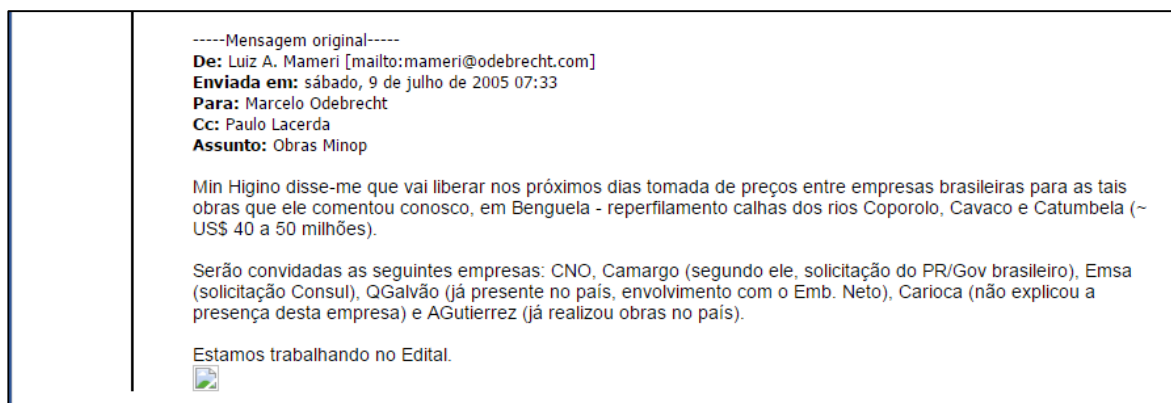 -----Mensagem original-----
De: Luiz A. Mameri [mailto:mameri@odebrecht.com]
Enviada em: sábado, 9 de julho de 2005 07:33
Para: Marcelo Odebrecht
Cc: Paulo Lacerda
Assunto: Obras Minop
Min Higino disse-me que vai liberar nos próximos dias tomada de preços entre empresas brasileiras para as tais
obras que ele comentou conosco, em Benguela - reperfilamento calhas dos rios Coporolo, Cavaco e Catumbela (~
US$ 40 a 50 milhões).
Serão convidadas as seguintes empresas: CNO, Camargo (segundo ele, solicitação do PR/Gov brasileiro), Emsa
(solicitação Consul), QGalvão (já presente no país, envolvimento com o Emb. Neto), Carioca (não explicou a
presença desta empresa) e AGutierrez (já realizou obras no país).
Estamos trabalhando no Edital.